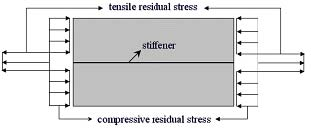 tensile residual stress
stiffener
compressive residual stress